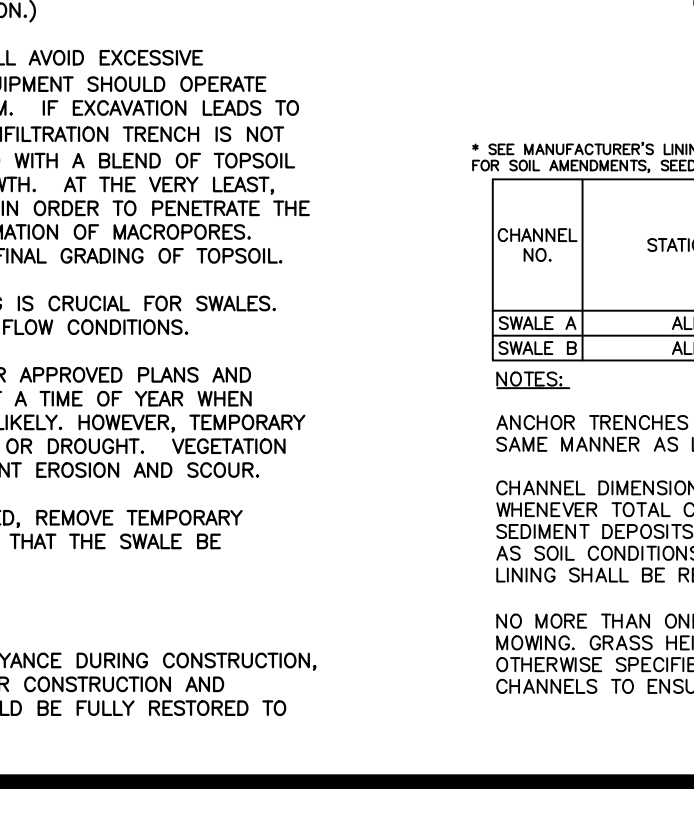 ON.)
LL AVOID EXCESSIVE
UIPMENT SHOULD OPERATE
M. IF EXCAVATION LEADS TO
NFILTRATION TRENCH IS NOT
WITH A BLEND OF TOPSOIL
WTH. AT THE VERY LEAST,
IN ORDER TO PENETRATE THE
MATION OF MACROPORES.
FINAL GRADING OF TOPSOIL.
G IS CRUCIAL FOR SWALES.
FLOW CONDITIONS.
R APPROVED PLANS AND
T A TIME OF YEAR WHEN
LIKELY. HOWEVER, TEMPORARY
OR DROUGHT. VEGETATION
NT EROSION AND SCOUR.
ED, REMOVE TEMPORARY
THAT THE SWALE BE
YANCE DURING CONSTRUCTION,
R CONSTRUCTION AND
LD BE FULLY RESTORED TO
* SEE MANUFACTURER'S LININ
FOR SOIL AMENDMENTS, SEED
CHANNEL NO. STATIO
SWALE A ALL
SWALE B ALL
NOTES:
ANCHOR TRENCHES
SAME MANNER AS L
CHANNEL DIMENSION
WHENEVER TOTAL C
SEDIMENT DEPOSITS
AS SOIL CONDITIONS
LINING SHALL BE RE
NO MORE THAN ONE
MOWING. GRASS HEI
OTHERWISE SPECIFIE
CHANNELS TO ENSU